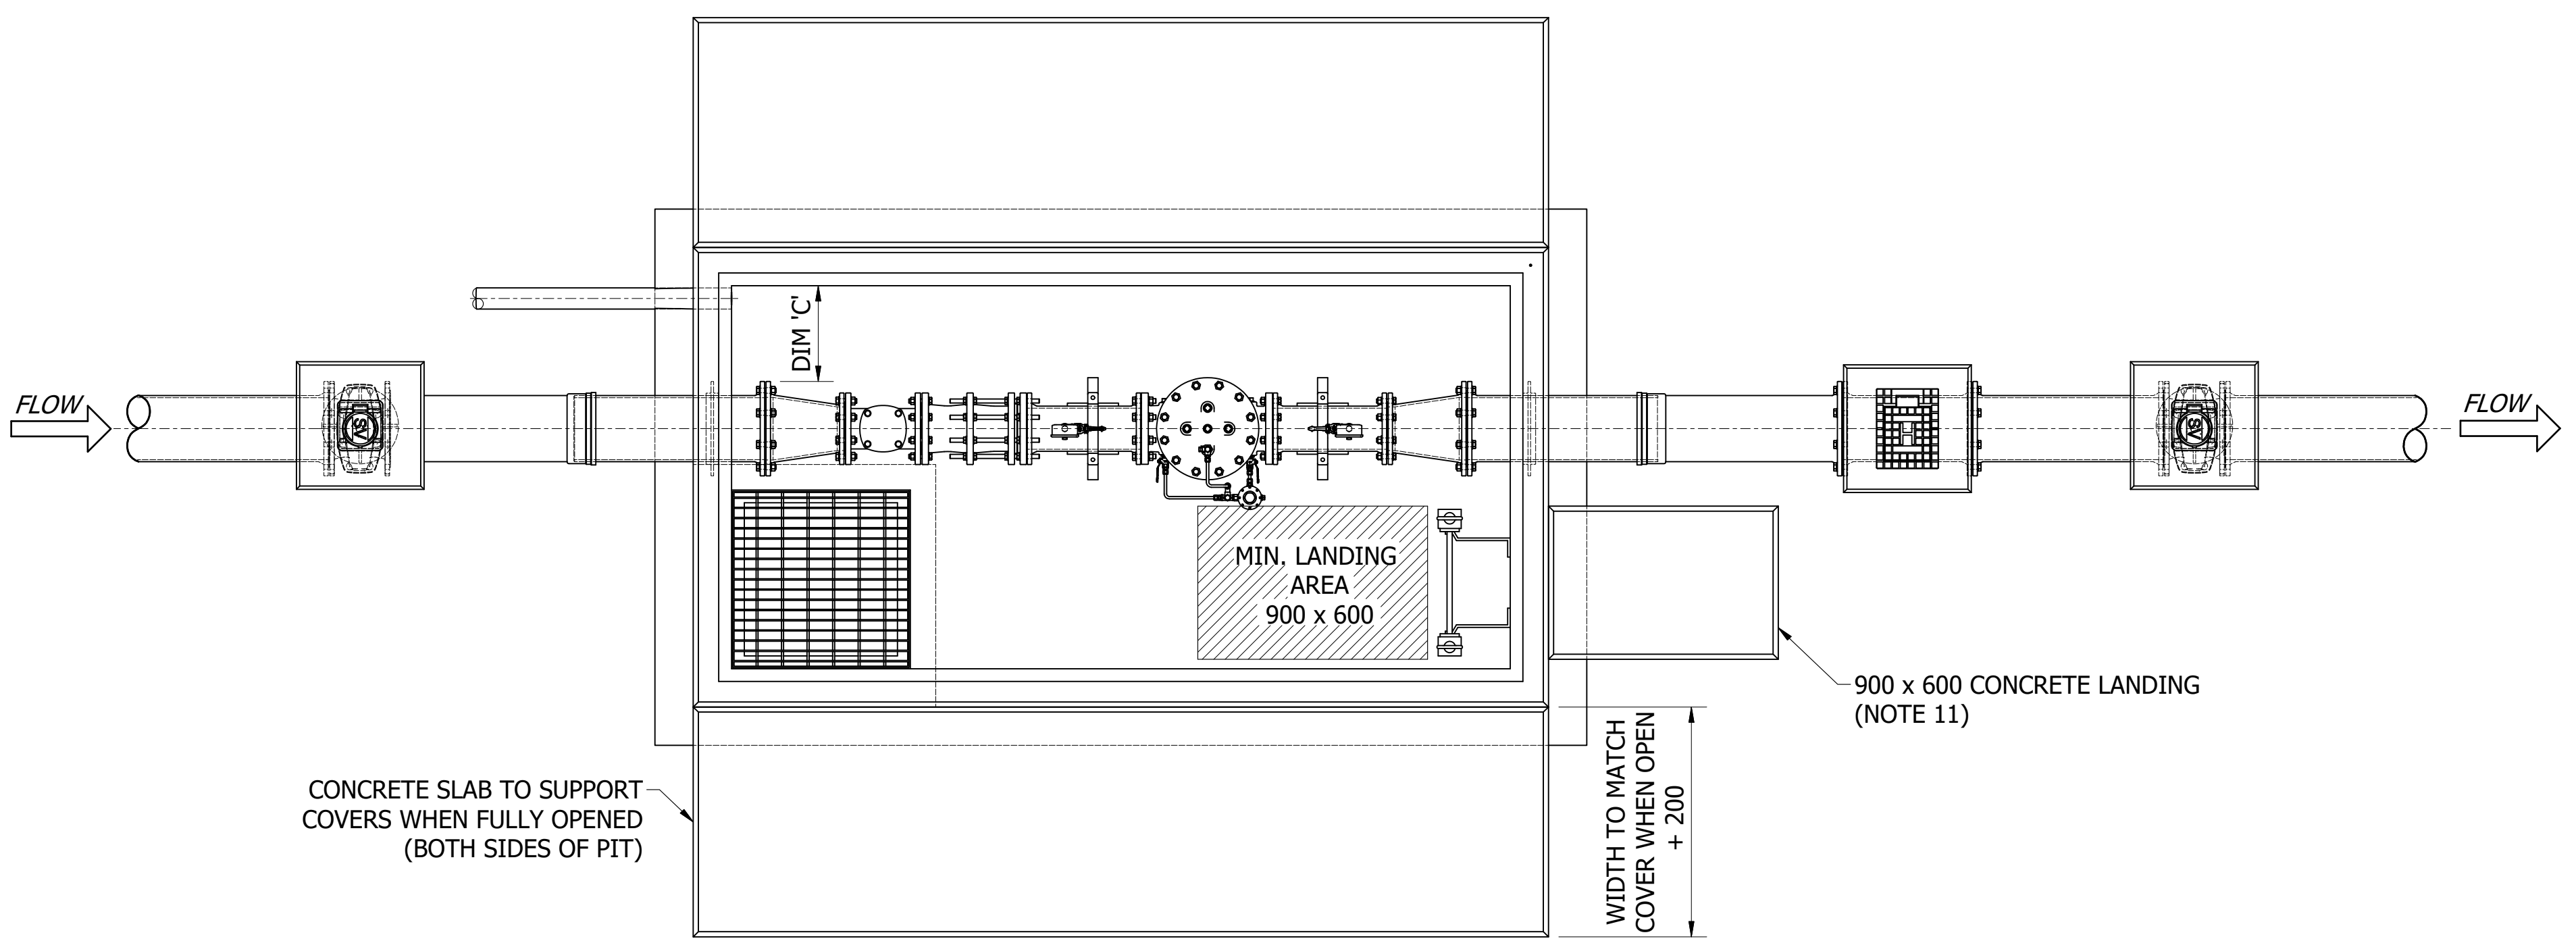 DIM 'C'
FLOW
SV
SV
FLOW
MIN. LANDING
AREA
900 x 600
900 x 600 CONCRETE LANDING
(NOTE 11)
CONCRETE SLAB TO SUPPORT
COVERS WHEN FULLY OPENED
(BOTH SIDES OF PIT)
WIDTH TO MATCH
COVER WHEN OPEN
+ 200